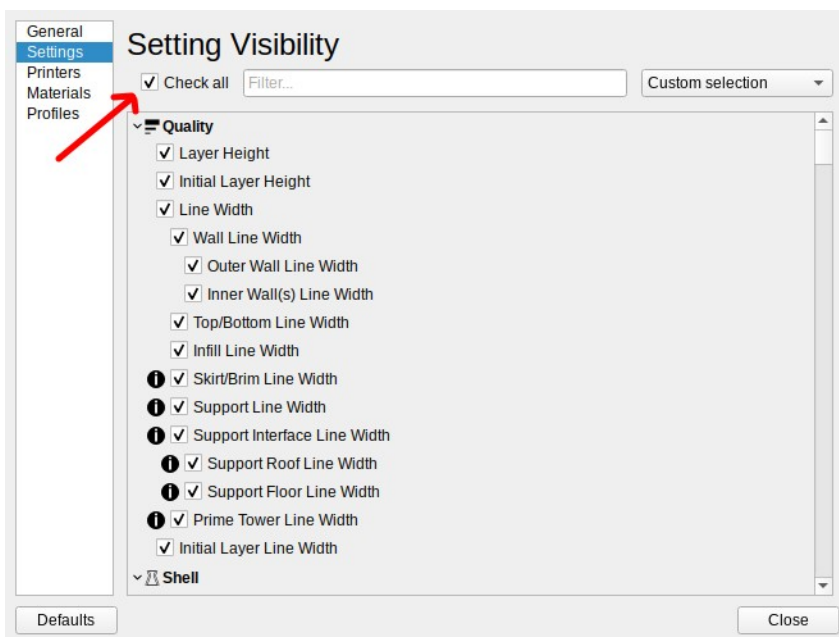 General
Settings
Printers
Materials
Profiles
Setting Visibility
Check all Filter... Custom selection
Quality
Layer Height
Initial Layer Height
Line Width
Wall Line Width
Outer Wall Line Width
Inner Wall(s) Line Width
Top/Bottom Line Width
Infill Line Width
Skirt/Brim Line Width
Support Line Width
Support Interface Line Width
Support Roof Line Width
Support Floor Line Width
Prime Tower Line Width
Initial Layer Line Width
Shell
Defaults Close